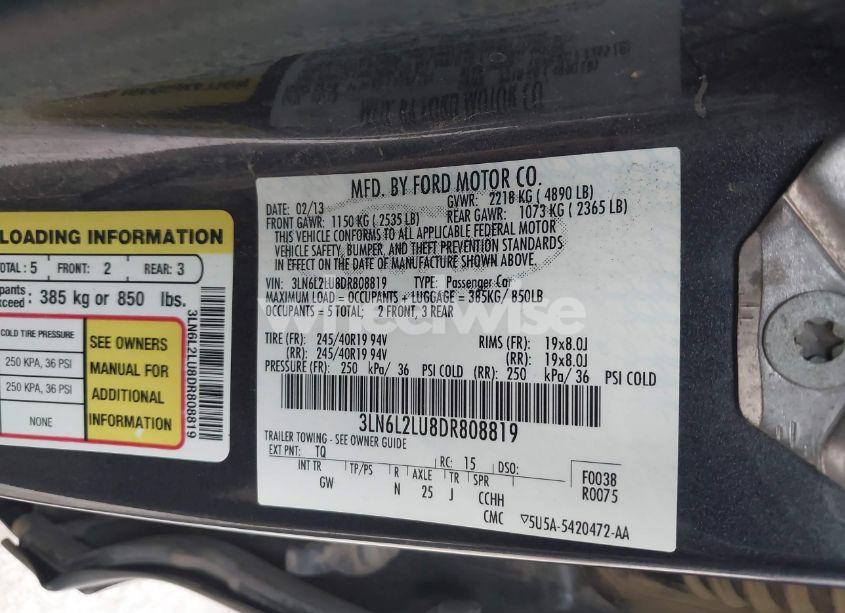 LOADING INFORMATION
TOTAL: 5 FRONT: 2 REAR: 3
385 kg or 850 lbs.
COLD TIRE PRESSURE
250 KPA, 36 PSI
250 KPA, 36 PSI
NONE
SEE OWNERS
MANUAL FOR
ADDITIONAL
INFORMATION
3LN6L2LU8DR808819
MFD. BY FORD MOTOR CO.
DATE: 02/13 GVWR: 2218 KG ( 4890 LB)
FRONT GAWR: 1150 KG ( 2535 LB) REAR GAWR: 1073 KG ( 2365 LB)
THIS VEHICLE CONFORMS TO ALL APPLICABLE FEDERAL MOTOR
VEHICLE SAFETY, BUMPER, AND THEFT PREVENTION STANDARDS
IN EFFECT ON THE DATE OF MANUFACTURE SHOWN ABOVE.
VIN: 3LN6L2LU8DR808819 TYPE: Passenger Car
MAXIMUM LOAD = OCCUPANTS + LUGGAGE = 385KG/ 850LB
OCCUPANTS = 5 TOTAL; 2 FRONT, 3 REAR
wheelwise
TIRE (FR): 245/40R19 94V RIMS (FR): 19x8.0J
(RR): 245/40R19 94V (RR): 19x8.0J
PRESSURE (FR): 250 kPa/ 36 PSI COLD (RR): 250 kPa/ 36 PSI COLD
3LN6L2LU8DR808819
TRAILER TOWING - SEE OWNER GUIDE
EXT PNT: TQ RC: 15 DSO:
INT TR TP/PS R AXLE TR SPR F0038
GW N 25 J CCHH R0075
CMC ▽5U5A-5420472-AA